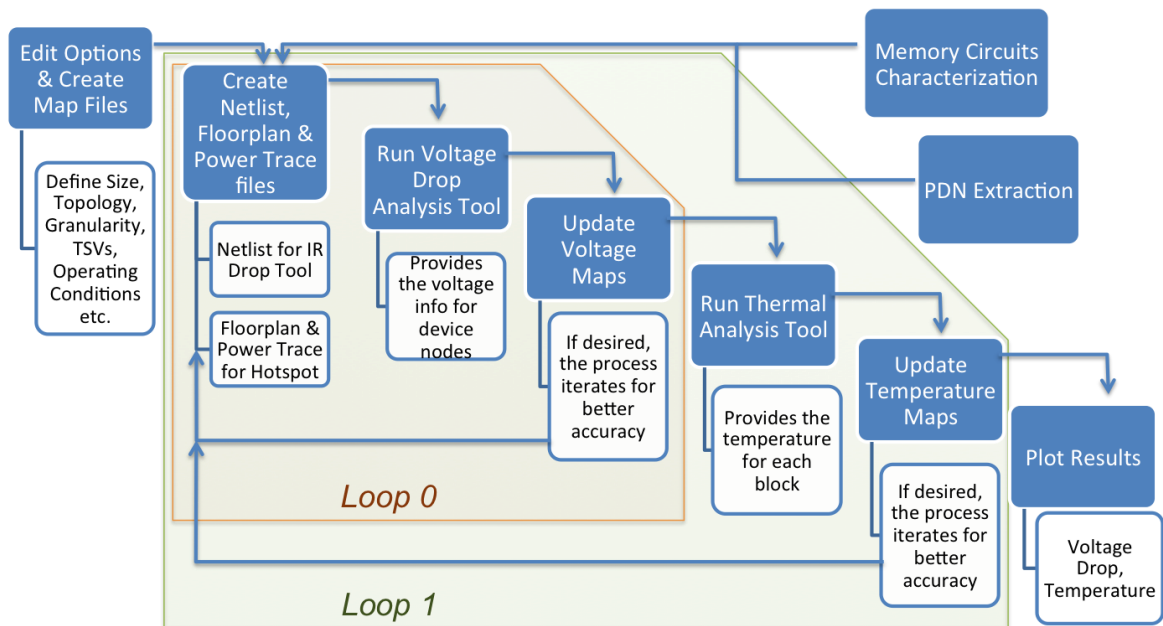 Edit Options
& Create
Map Files
Define Size,
Topology,
Granularity,
TSVs,
Operating
Conditions
etc.
Create
Netlist,
Floorplan &
Power Trace
files
Netlist for IR
Drop Tool
Floorplan &
Power Trace
for Hotspot
Run Voltage
Drop
Analysis Tool
Provides
the voltage
info for
device
nodes
Update
Voltage
Maps
If desired,
the process
iterates for
better
accuracy
Loop 0
Memory Circuits
Characterization
PDN Extraction
Run Thermal
Analysis Tool
Provides the
temperature
for each
block
Update
Temperature
Maps
If desired,
the process
iterates for
better
accuracy
Loop 1
Plot Results
Voltage
Drop,
Temperature